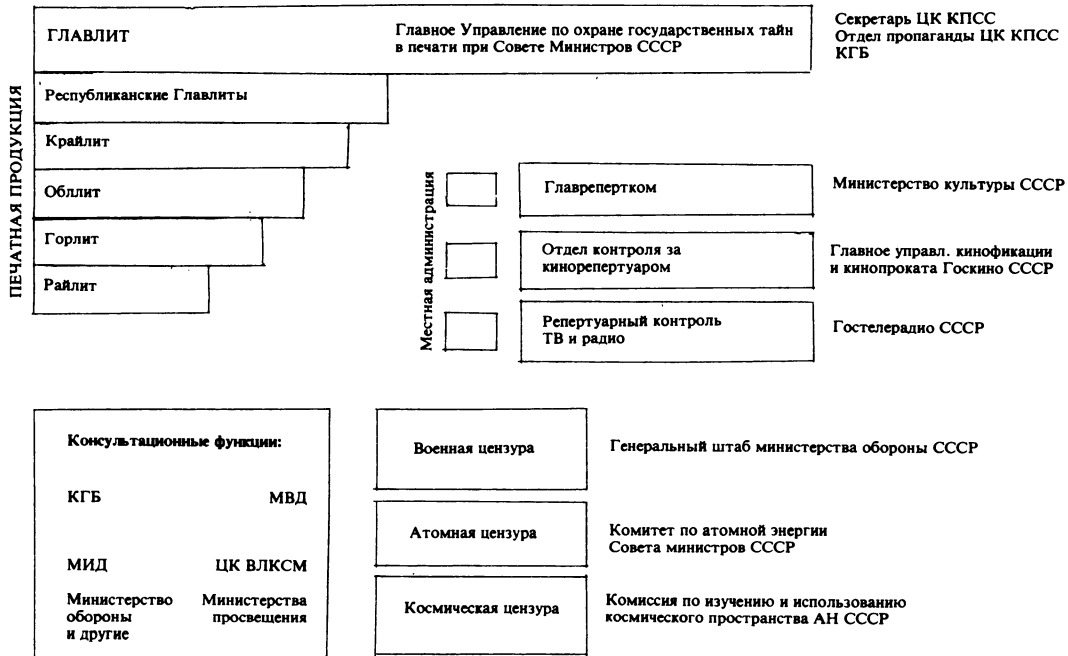 ГЛАВЛИТ
Главное Управление по охране государственных тайн
в печати при Совете Министров СССР
Секретарь ЦК КПСС
Отдел пропаганды ЦК КПСС
КГБ
ПЕЧАТНАЯ ПРОДУКЦИЯ
Республиканские Главлиты
Крайлит
Обллит
Горлит
Райлит
Местная администрация
Главрепертком
Министерство культуры СССР
Отдел контроля за
кинорепертуаром
Главное управл. кинофикации
и кинопроката Госкино СССР
Репертуарный контроль
ТВ и радио
Гостелерадио СССР
Консультационные функции:
КГБ МВД
МИД ЦК ВЛКСМ
Министерство Министерства
обороны просвещения
и другие
Военная цензура
Генеральный штаб министерства обороны СССР
Атомная цензура
Комитет по атомной энергии
Совета министров СССР
Космическая цензура
Комиссия по изучению и использованию
космического пространства АН СССР